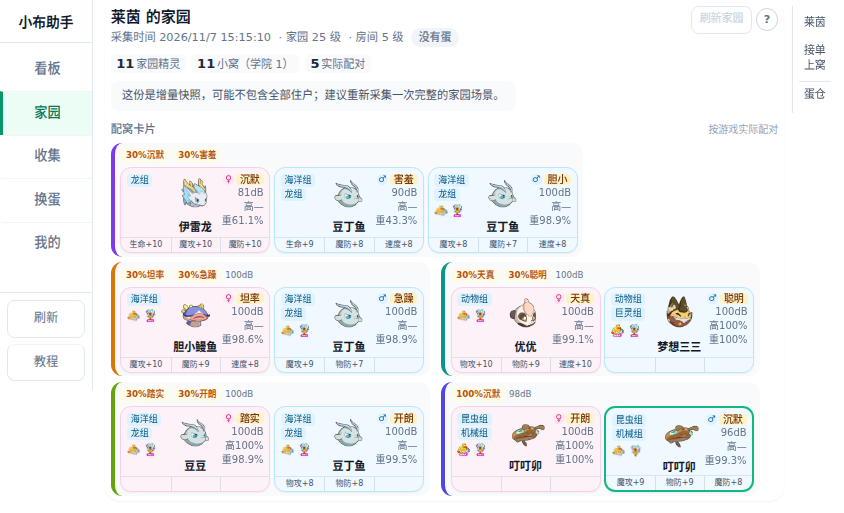 小布助手
看板
家园
收集
换蛋
我的
刷新
教程
莱茵 的家园
刷新家园
?
采集时间 2026/11/7 15:15:10 · 家园 25 级 · 房间 5 级 没有蛋
11 家园精灵 11 小窝（学院 1） 5 实际配对
这份是增量快照，可能不包含全部住户；建议重新采集一次完整的家园场景。
配窝卡片
按游戏实际配对
30%沉默 30%害羞
龙组
♀ 沉默
81dB
高—
重61.1%
伊雷龙
生命+10 魔攻+10 魔防+10
海洋组
龙组
♂ 害羞
90dB
高—
重43.3%
豆丁鱼
生命+9 魔防+8 速度+8
海洋组
龙组
♂ 胆小
100dB
高—
重98.9%
豆丁鱼
魔攻+8 魔防+7 速度+8
30%坦率 30%急躁 100dB
海洋组
♀ 坦率
100dB
高—
重98.6%
胆小鳗鱼
魔攻+10 魔防+9 速度+8
海洋组
龙组
♂ 急躁
100dB
高—
重98.9%
豆丁鱼
魔攻+9 物防+7
30%天真 30%聪明 100dB
动物组
♀ 天真
100dB
高—
重99.1%
优优
物攻+10 物防+9 速度+10
动物组
巨灵组
♂ 聪明
100dB
高100%
重100%
梦想三三
30%踏实 30%开朗 100dB
海洋组
龙组
♀ 踏实
100dB
高100%
重98.9%
豆豆
海洋组
龙组
♂ 开朗
100dB
高—
重99.5%
豆丁鱼
物攻+8 物防+8
100%沉默 98dB
昆虫组
机械组
♀ 开朗
100dB
高100%
重100%
叮叮卯
昆虫组
机械组
♂ 沉默
96dB
高—
重99.3%
叮叮卯
魔攻+9 物防+9 魔防+8
莱茵
接单
上窝
蛋仓